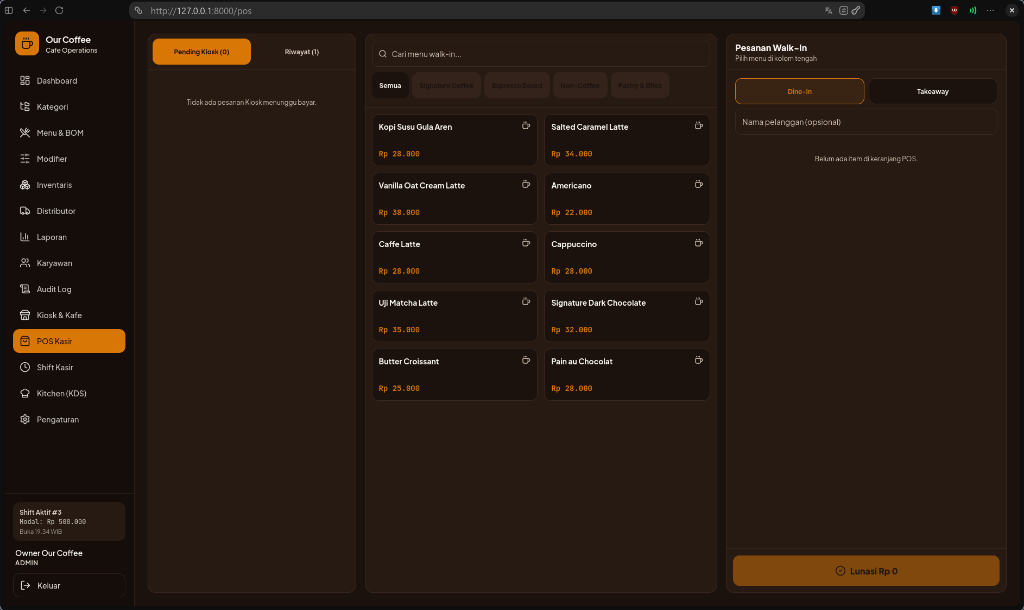 http://127.0.0.1:8000/pos
Our Coffee
Cafe Operations
Dashboard
Kategori
Menu & BOM
Modifier
Inventaris
Distributor
Laporan
Karyawan
Audit Log
Kiosk & Kafe
POS Kasir
Shift Kasir
Kitchen (KDS)
Pengaturan
Shift Aktif #3
Modal: Rp 500.000
Buka 19.34 WIB
Owner Our Coffee
ADMIN
Keluar
Pending Kiosk (0)
Riwayat (1)
Tidak ada pesanan Kiosk menunggu bayar.
Cari menu walk-in...
Semua
Signature Coffee
Espresso Based
Non-Coffee
Pastry & Bites
Kopi Susu Gula Aren
Rp 28.000
Salted Caramel Latte
Rp 34.000
Vanilla Oat Cream Latte
Rp 38.000
Americano
Rp 22.000
Caffe Latte
Rp 28.000
Cappuccino
Rp 28.000
Uji Matcha Latte
Rp 35.000
Signature Dark Chocolate
Rp 32.000
Butter Croissant
Rp 25.000
Pain au Chocolat
Rp 28.000
Pesanan Walk-In
Pilih menu di kolom tengah
Dine-In
Takeaway
Nama pelanggan (opsional)
Belum ada item di keranjang POS.
Lunasi Rp 0